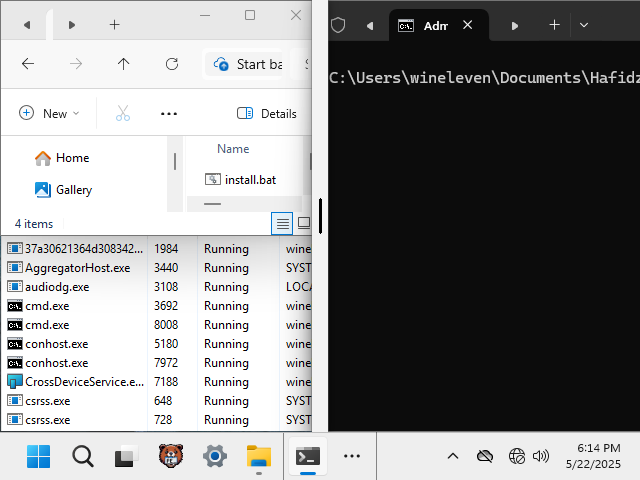 Adm
Start ba
C:\Users\wineleven\Documents\Hafidz
New
Details
Home
Gallery
Name
install.bat
4 items
37a30621364d308342... 1984 Running wine
AggregatorHost.exe 3440 Running SYST
audiodg.exe 3108 Running LOCA
cmd.exe 3692 Running wine
cmd.exe 8008 Running wine
conhost.exe 5180 Running wine
conhost.exe 7972 Running wine
CrossDeviceService.e... 7188 Running wine
csrss.exe 648 Running SYST
csrss.exe 728 Running SYST
6:14 PM
5/22/2025